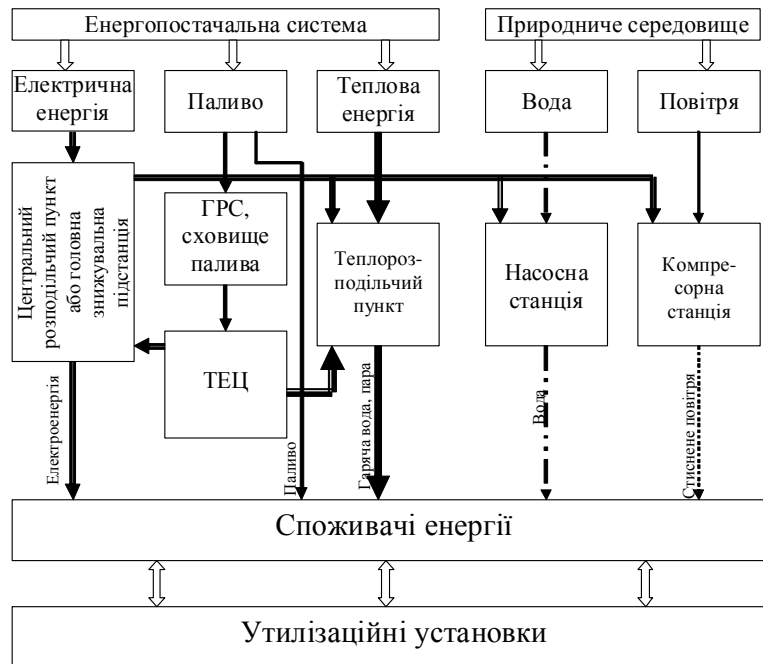 Енергопостачальна система
Природниче середовище
Електрична
енергія
Паливо
Теплова
енергія
Вода
Повітря
Центральний
розподільчий пункт
або головна
знижувальна
підстанція
ГРС,
сховище
палива
Теплороз-
подільчий
пункт
Насосна
станція
Компре-
сорна
станція
ТЕЦ
Електроенергія
Паливо
Гаряча вода, пара
Вода
Стиснене повітря
Споживачі енергії
Утилізаційні установки